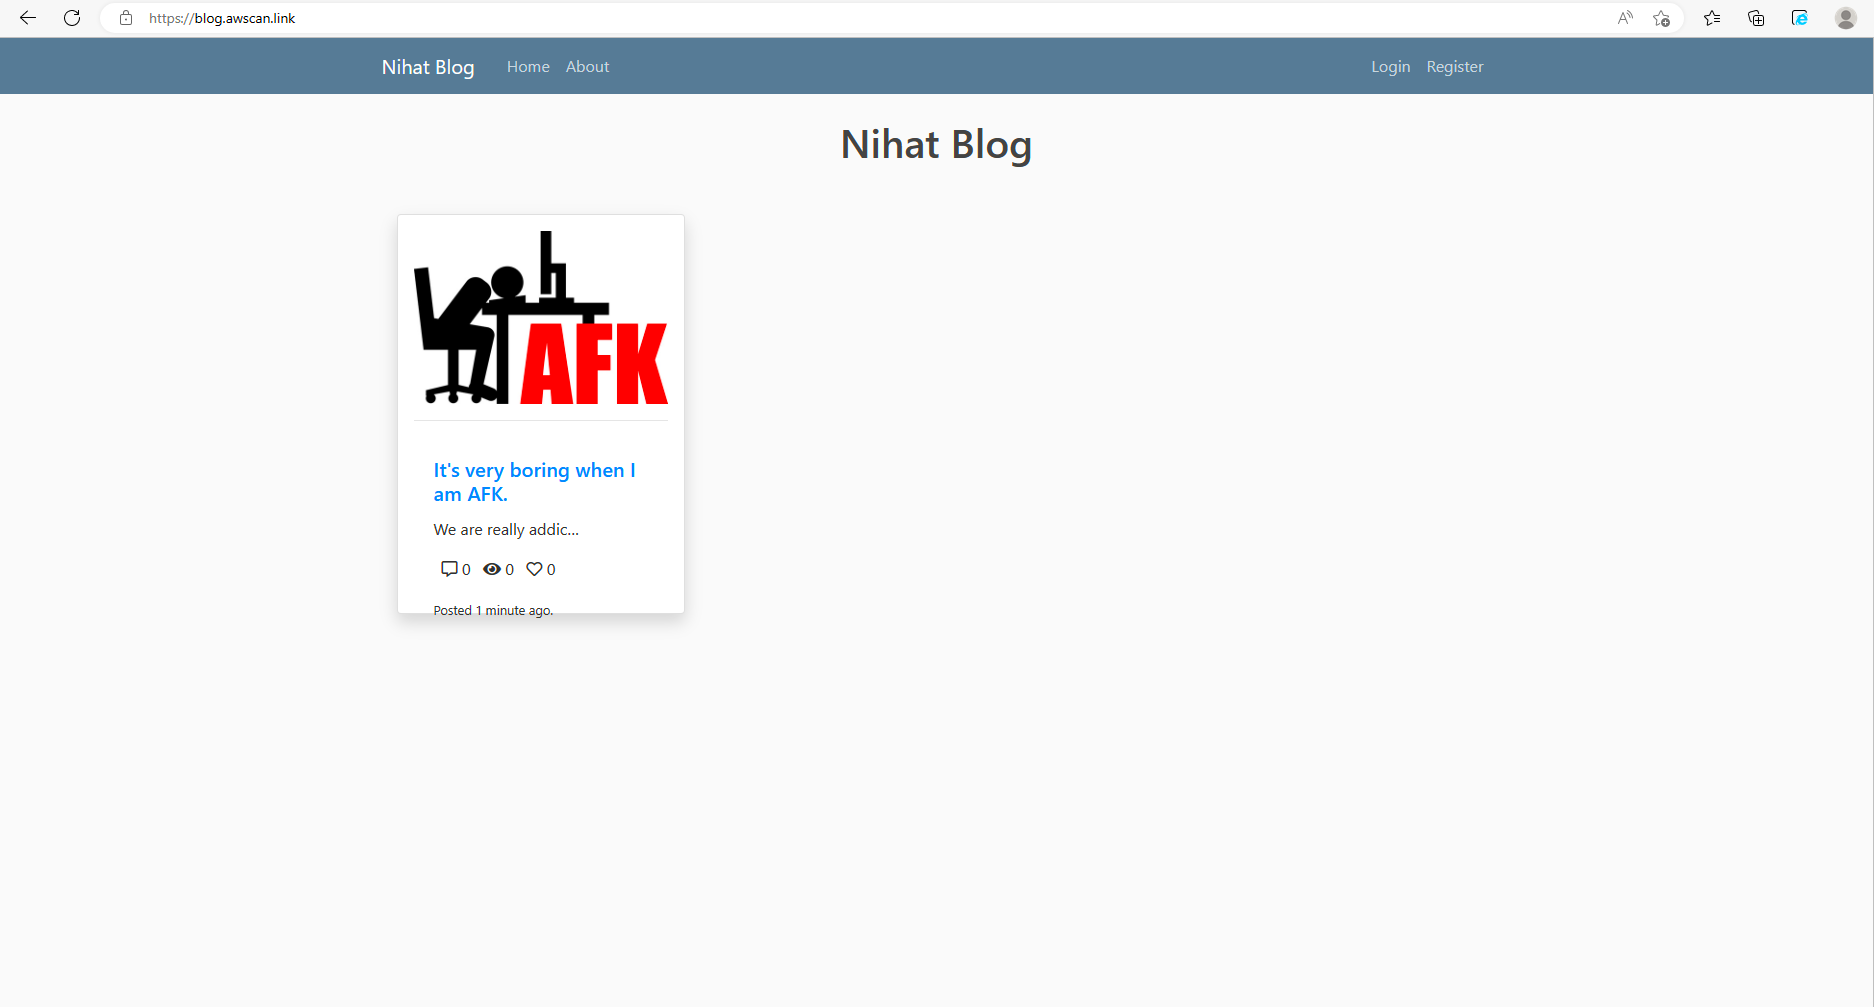 https://blog.awscan.link
Nihat Blog Home About Login Register
Nihat Blog
AFK
It's very boring when I
am AFK.
We are really addic...
0 0 0
Posted 1 minute ago.